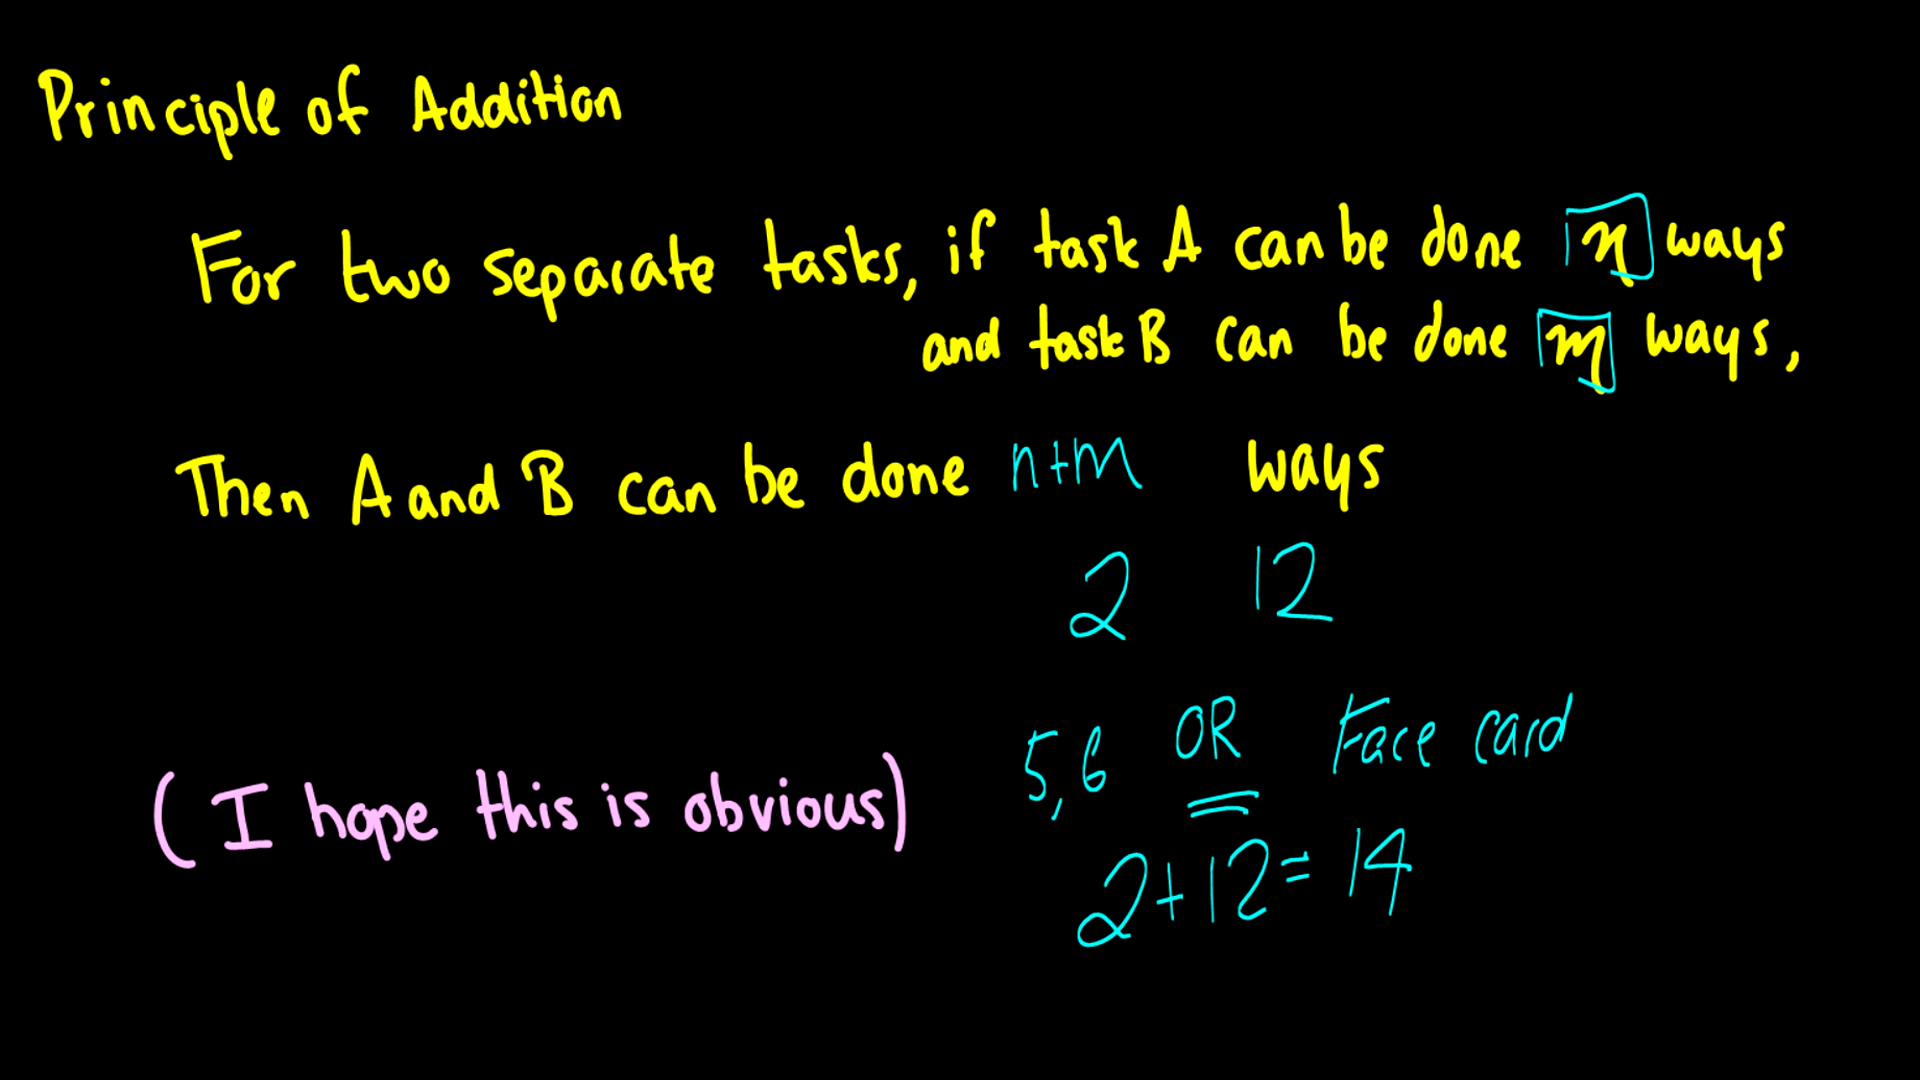 Principle of Addition
For two separate tasks, if task A can be done n ways
and task B can be done m ways,
Then A and B can be done n+m ways
2 12
5,6 OR Face card
(I hope this is obvious)
2+12=14